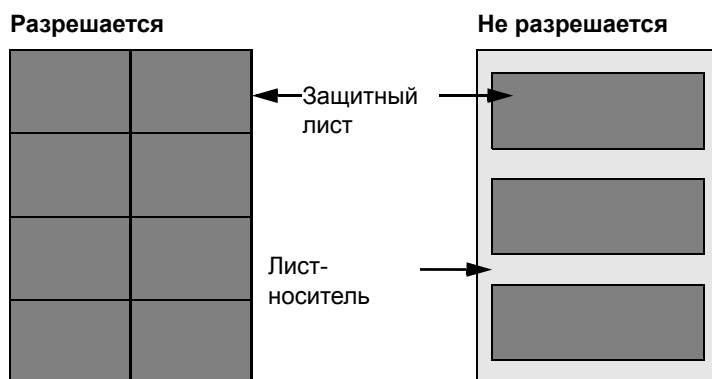 Разрешается
Не разрешается
Защитный
лист
Лист-
носитель